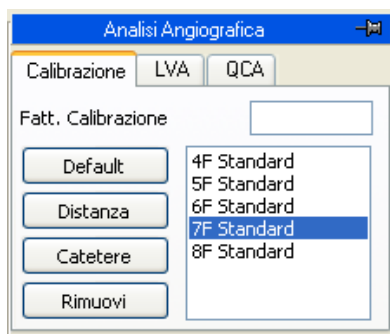 Analisi Angiografica
Calibrazione LVA QCA
Fatt. Calibrazione
Default
Distanza
Catetere
Rimuovi
4F Standard
5F Standard
6F Standard
7F Standard
8F Standard